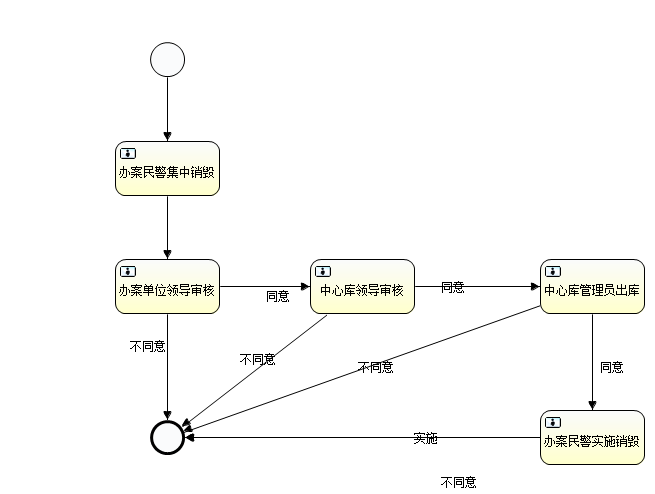 办案民警集中销毁
办案单位领导审核
同意
中心库领导审核
同意
中心库管理员出库
不同意
不同意
不同意
同意
实施
办案民警实施销毁
不同意